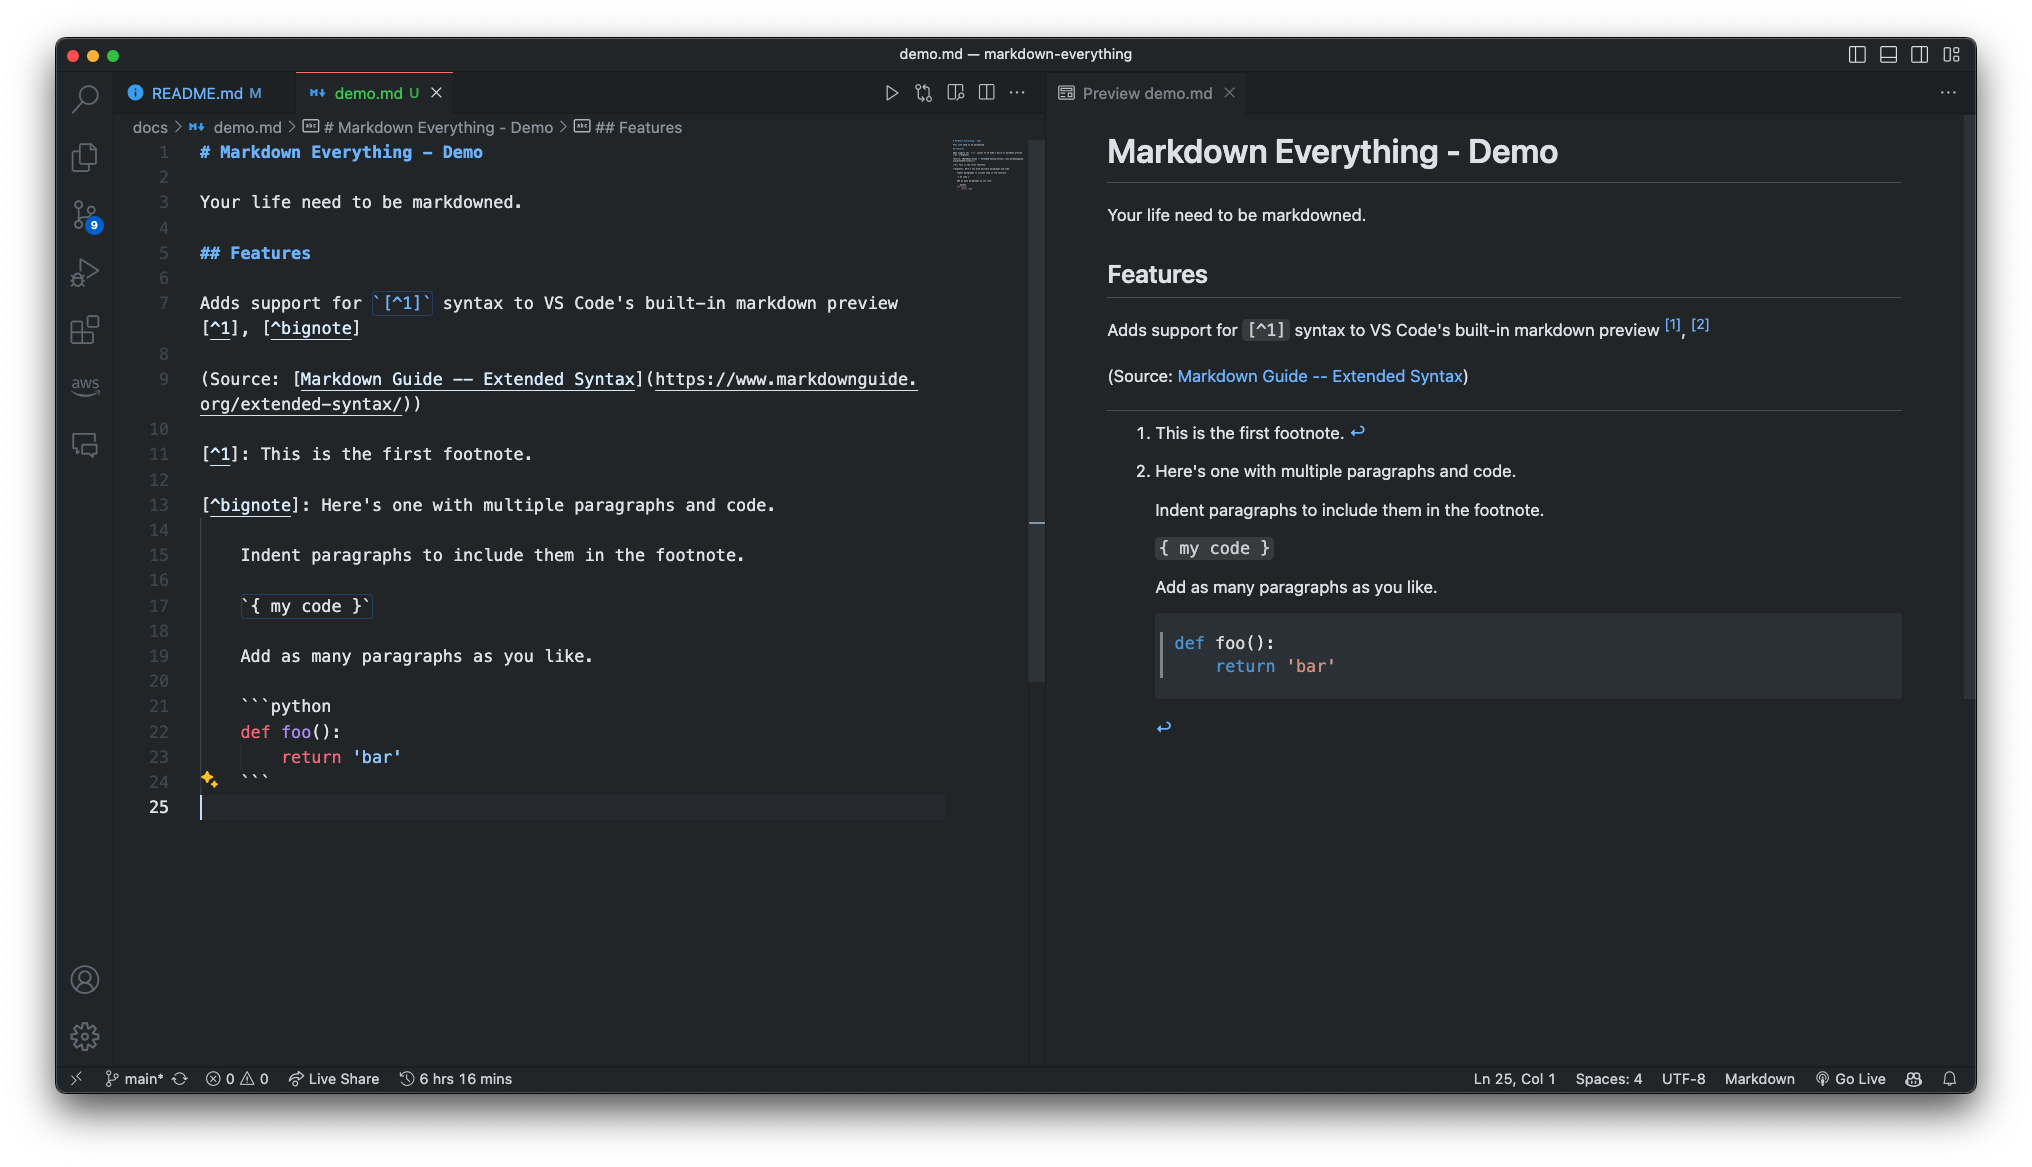 demo.md — markdown-everything
README.md M
demo.md U
Preview demo.md
docs > demo.md > # Markdown Everything - Demo > ## Features
1 # Markdown Everything - Demo
2
3 Your life need to be markdowned.
4
5 ## Features
6
7 Adds support for `[^1]` syntax to VS Code's built-in markdown preview
[^1], [^bignote]
8
9 (Source: [Markdown Guide -- Extended Syntax](https://www.markdownguide.
org/extended-syntax/))
10
11 [^1]: This is the first footnote.
12
13 [^bignote]: Here's one with multiple paragraphs and code.
14
15 Indent paragraphs to include them in the footnote.
16
17 `{ my code }`
18
19 Add as many paragraphs as you like.
20
21 ```python
22 def foo():
23 return 'bar'
24 ```
25
Markdown Everything - Demo
Your life need to be markdowned.
Features
Adds support for [^1] syntax to VS Code's built-in markdown preview [1], [2]
(Source: Markdown Guide -- Extended Syntax)
1. This is the first footnote. ↩
2. Here's one with multiple paragraphs and code.
Indent paragraphs to include them in the footnote.
{ my code }
Add as many paragraphs as you like.
def foo():
return 'bar'
↩
9
aws
main* 0 0 Live Share 6 hrs 16 mins
Ln 25, Col 1 Spaces: 4 UTF-8 Markdown Go Live